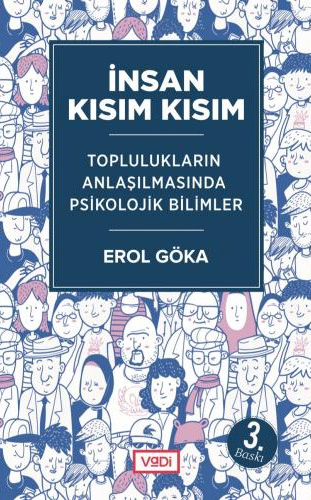 İNSAN
KISIM KISIM
TOPLULUKLARIN
ANLAŞILMASINDA
PSİKOLOJİK BİLİMLER
EROL GÖKA
3.
Baskı
VaDİ